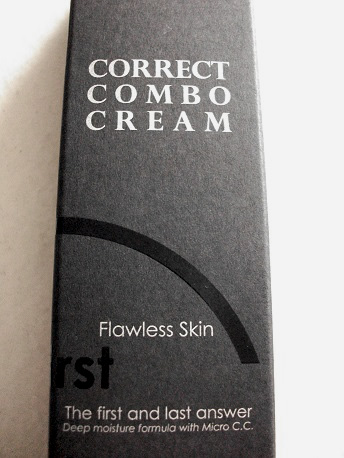 CORRECT
COMBO
CREAM
Flawless Skin
rst
The first and last answer
Deep moisture formula with Micro C.C.